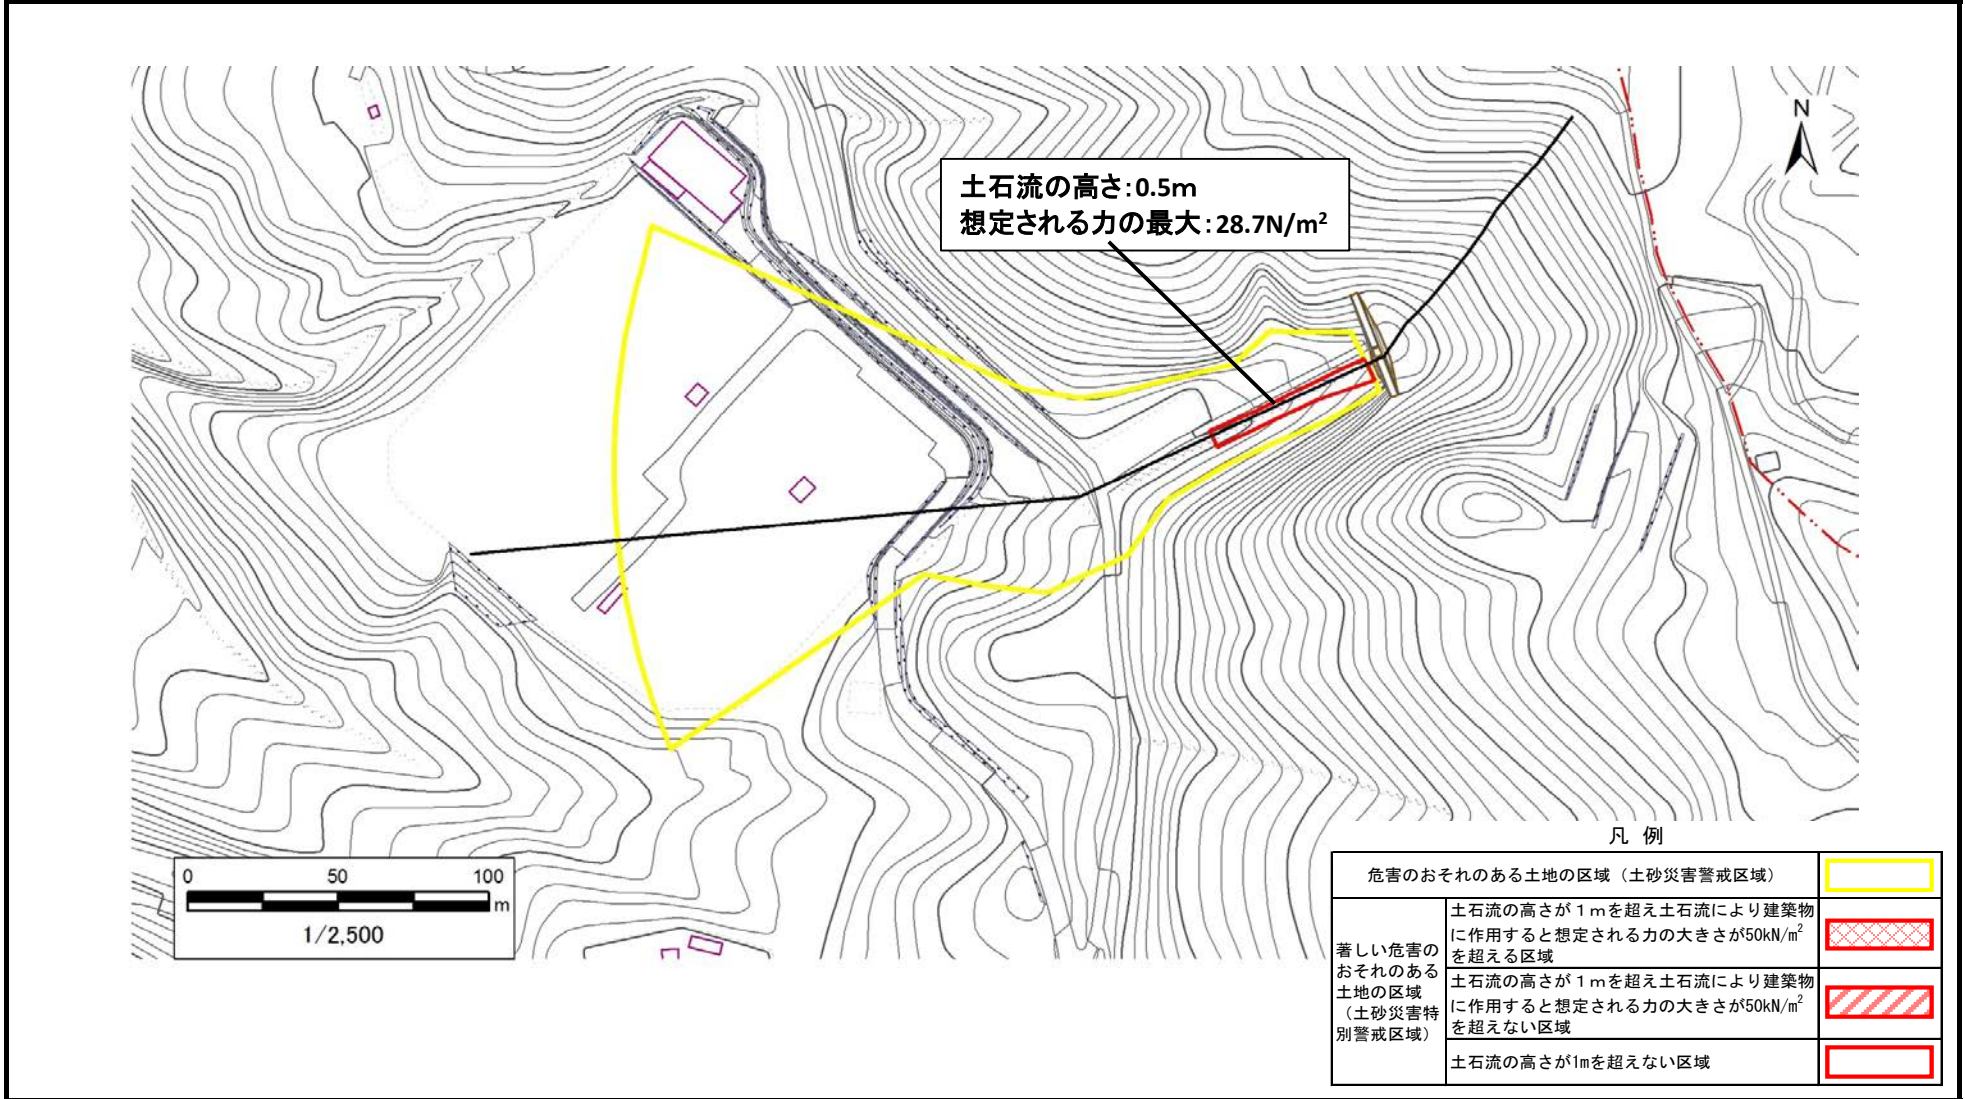 N
土石流の高さ：0.5m
想定される力の最大：28.7N/m²
0 50 100
m
1/2,500
凡 例
危害のおそれのある土地の区域（土砂災害警戒区域）
著しい危害の
おそれのある
土地の区域
（土砂災害特
別警戒区域）
土石流の高さが１ｍを超え土石流により建築物
に作用すると想定される力の大きさが50kN/㎡
を超える区域
土石流の高さが１ｍを超え土石流により建築物
に作用すると想定される力の大きさが50kN/㎡
を超えない区域
土石流の高さが1mを超えない区域